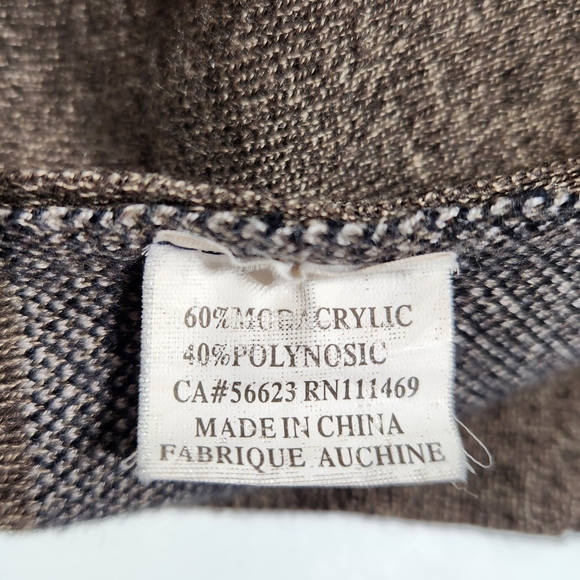 60%MODACRYLIC
40%POLYNOSIC
CA#56623 RN111469
MADE IN CHINA
FABRIQUE AUCHINE